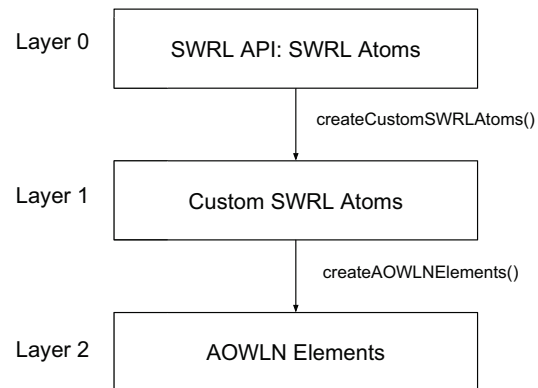 Layer 0
SWRL API: SWRL Atoms
createCustomSWRLAtoms()
Layer 1
Custom SWRL Atoms
createAOWLNElements()
Layer 2
AOWLN Elements